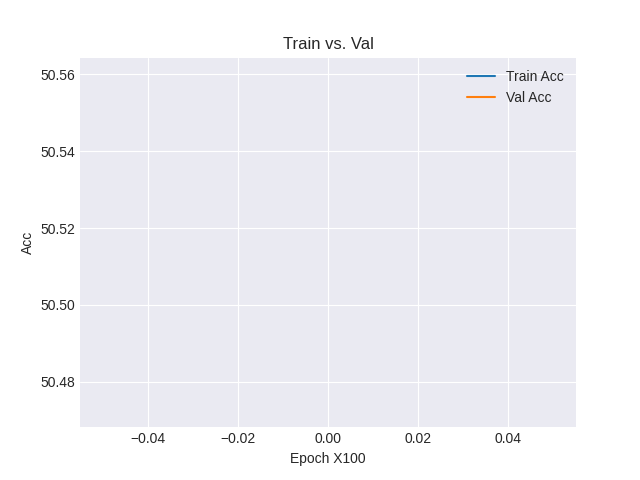 Train vs. Val
Train Acc
Val Acc
50.56
50.54
50.52
50.50
50.48
Acc
−0.04
−0.02
0.00
0.02
0.04
Epoch X100